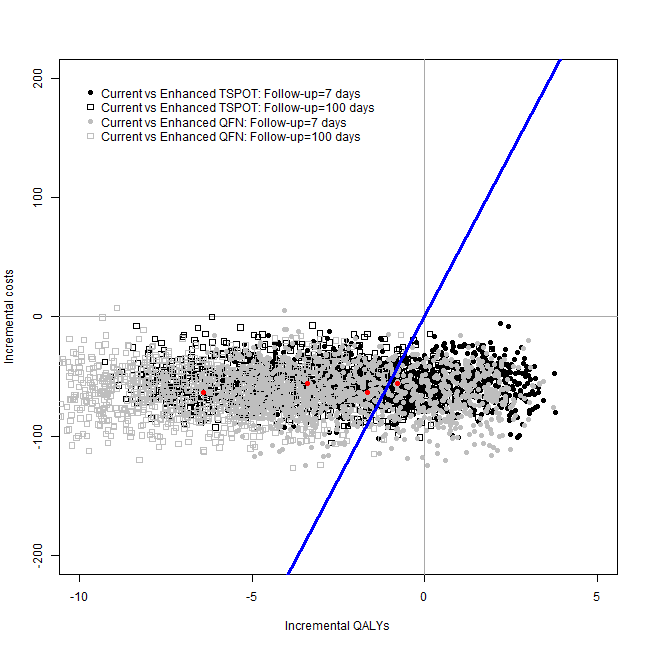 Current vs Enhanced TSPOT: Follow-up=7 days
Current vs Enhanced TSPOT: Follow-up=100 days
Current vs Enhanced QFN: Follow-up=7 days
Current vs Enhanced QFN: Follow-up=100 days
200
100
0
-100
-200
Incremental costs
-10
-5
0
5
Incremental QALYs